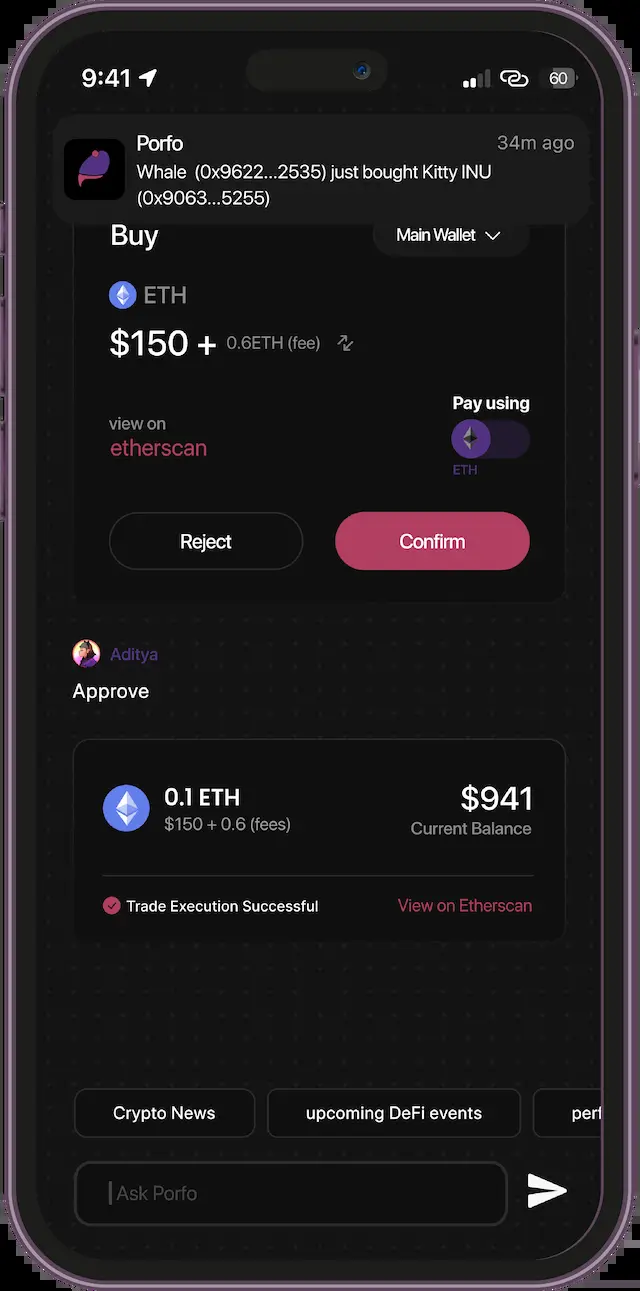 9:41
60
Porfo
34m ago
Whale (0x9622...2535) just bought Kitty INU
(0x9063...5255)
Buy
Main Wallet
ETH
$150 + 0.6ETH (fee)
Pay using
view on
etherscan
ETH
Reject
Confirm
Aditya
Approve
0.1 ETH
$941
$150 + 0.6 (fees)
Current Balance
Trade Execution Successful
View on Etherscan
Crypto News
upcoming DeFi events
perf
Ask Porfo